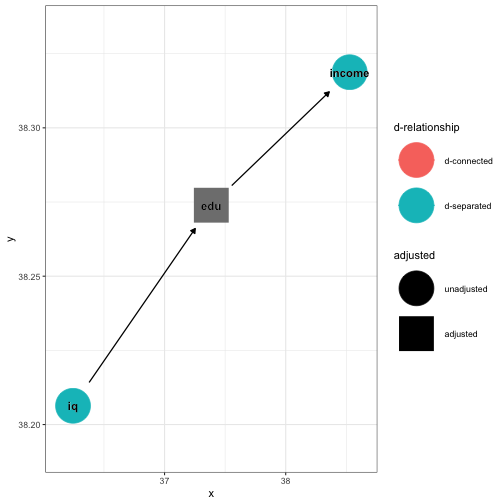 income
38.30
d-relationship
d-connected
edu
d-separated
y
adjusted
38.25
unadjusted
adjusted
iq
38.20
37
38
x